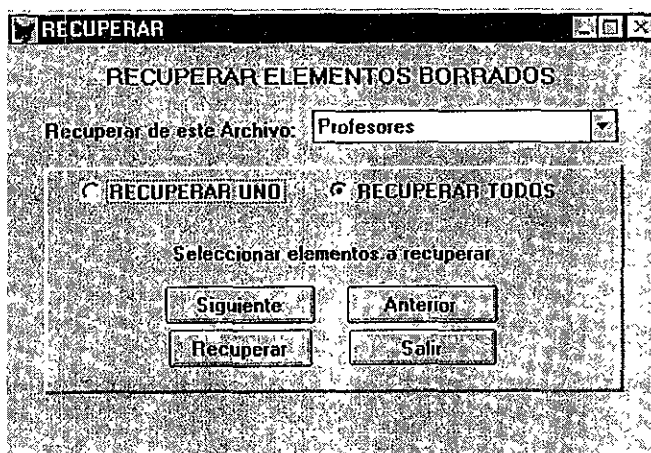 RECUPERAR
RECUPERAR ELEMENTOS BORRADOS
Recuperar de este Archivo: Profesores
RECUPERAR UNO RECUPERAR TODOS
Seleccionar elementos a recuperar
Siguiente Anterior
Recuperar Salir